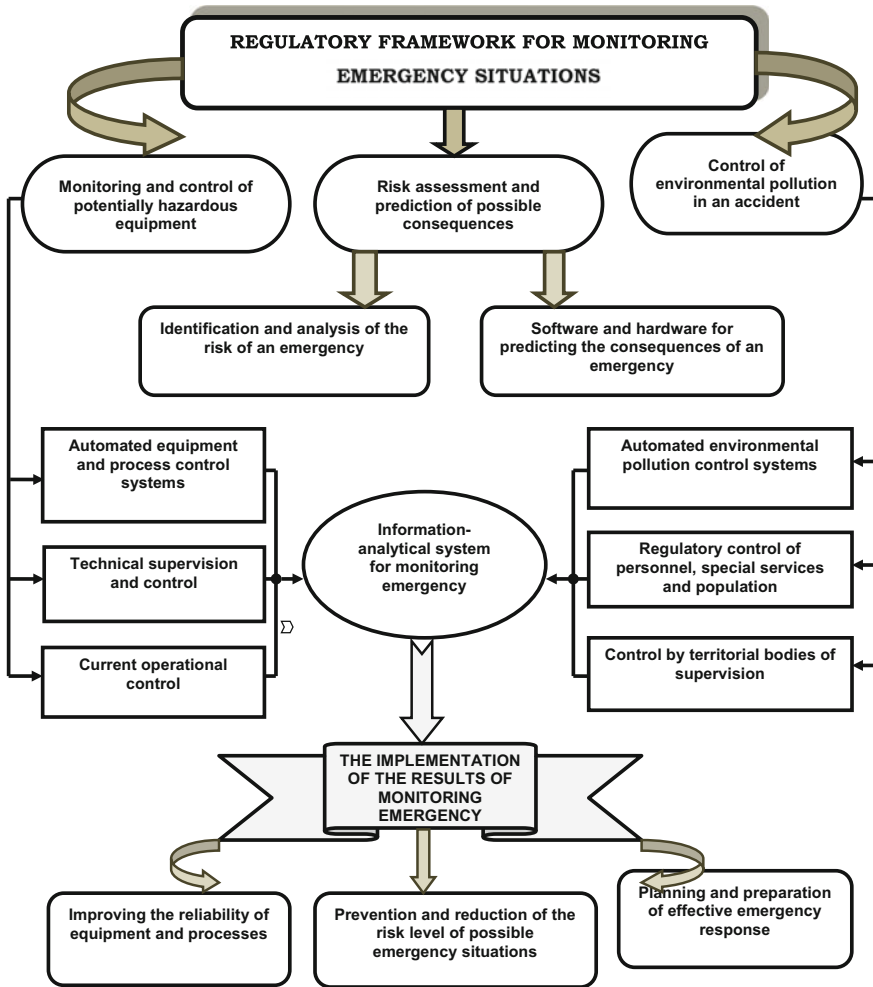 REGULATORY FRAMEWORK FOR MONITORING
EMERGENCY SITUATIONS
Monitoring and control of
potentially hazardous
equipment
Risk assessment and
prediction of possible
consequences
Control of
environmental pollution
in an accident
Identification and analysis of the
risk of an emergency
Software and hardware for
predicting the consequences of an
emergency
Automated equipment
and process control
systems
Technical supervision
and control
Current operational
control
Information-
analytical system
for monitoring
emergency
Automated environmental
pollution control systems
Regulatory control of
personnel, special services
and population
Control by territorial bodies of
supervision
THE IMPLEMENTATION
OF THE RESULTS OF
MONITORING
EMERGENCY
Improving the reliability of
equipment and processes
Prevention and reduction of the
risk level of possible
emergency situations
Planning and preparation
of effective emergency
response